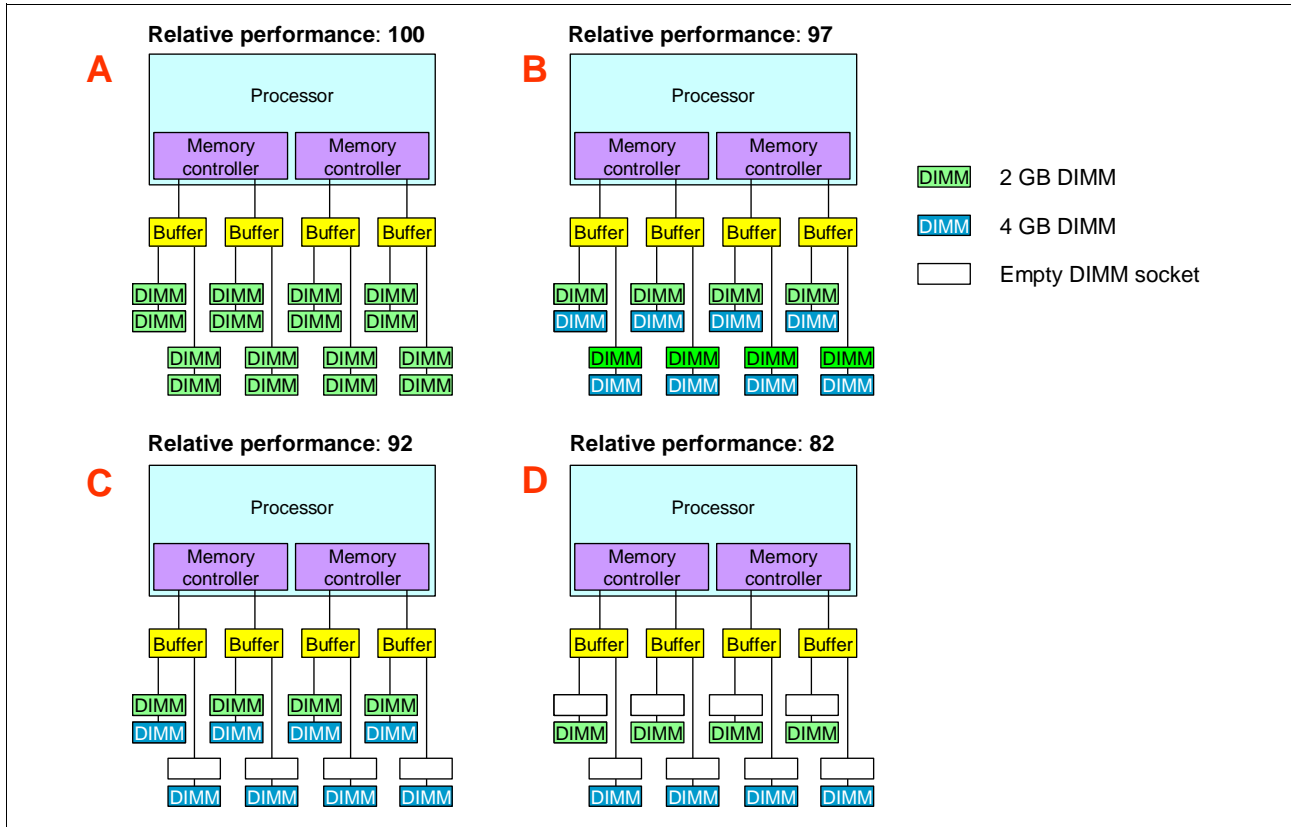 Relative performance: 100
A
Processor
Memory controller
Memory controller
Buffer Buffer Buffer Buffer
DIMM DIMM DIMM DIMM
DIMM DIMM DIMM DIMM
DIMM DIMM DIMM DIMM
DIMM DIMM DIMM DIMM
Relative performance: 97
B
Processor
Memory controller
Memory controller
Buffer Buffer Buffer Buffer
DIMM DIMM DIMM DIMM
DIMM DIMM DIMM DIMM
DIMM DIMM DIMM DIMM
DIMM DIMM DIMM DIMM
DIMM 2 GB DIMM
DIMM 4 GB DIMM
Empty DIMM socket
Relative performance: 92
C
Processor
Memory controller
Memory controller
Buffer Buffer Buffer Buffer
DIMM DIMM DIMM DIMM
DIMM DIMM DIMM DIMM
DIMM DIMM DIMM DIMM
Relative performance: 82
D
Processor
Memory controller
Memory controller
Buffer Buffer Buffer Buffer
DIMM DIMM DIMM DIMM
DIMM DIMM DIMM DIMM